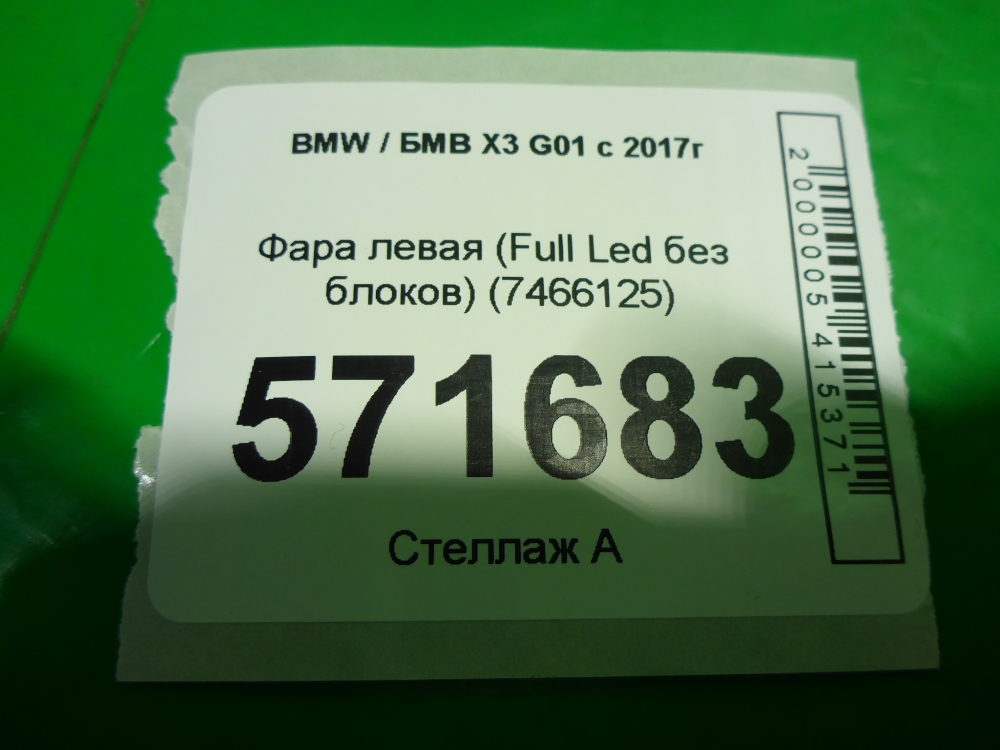 BMW / БМВ X3 G01 с 2017г
Фара левая (Full Led без
блоков) (7466125)
571683
Стеллаж А
2000005415371